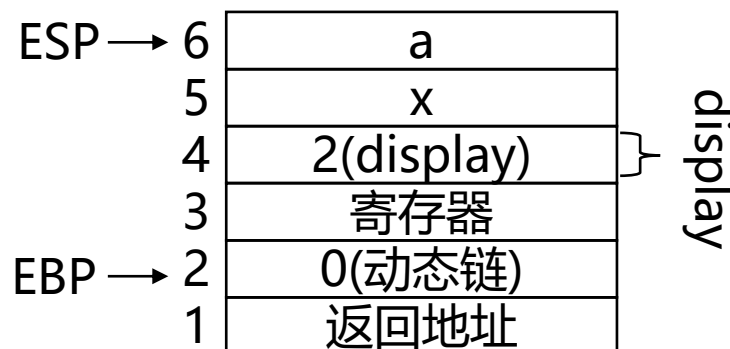 ESP → 6 a
5 x
4 2(display)
3 寄存器
EBP → 2 0(动态链)
1 返回地址
display